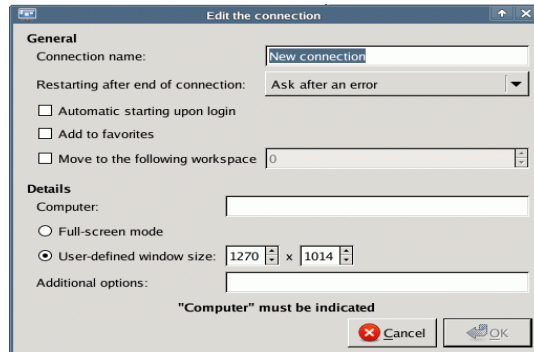 Edit the connection
General
Connection name: New connection
Restarting after end of connection: Ask after an error
Automatic starting upon login
Add to favorites
Move to the following workspace 0
Details
Computer:
Full-screen mode
User-defined window size: 1270 x 1014
Additional options:
"Computer" must be indicated
Cancel OK